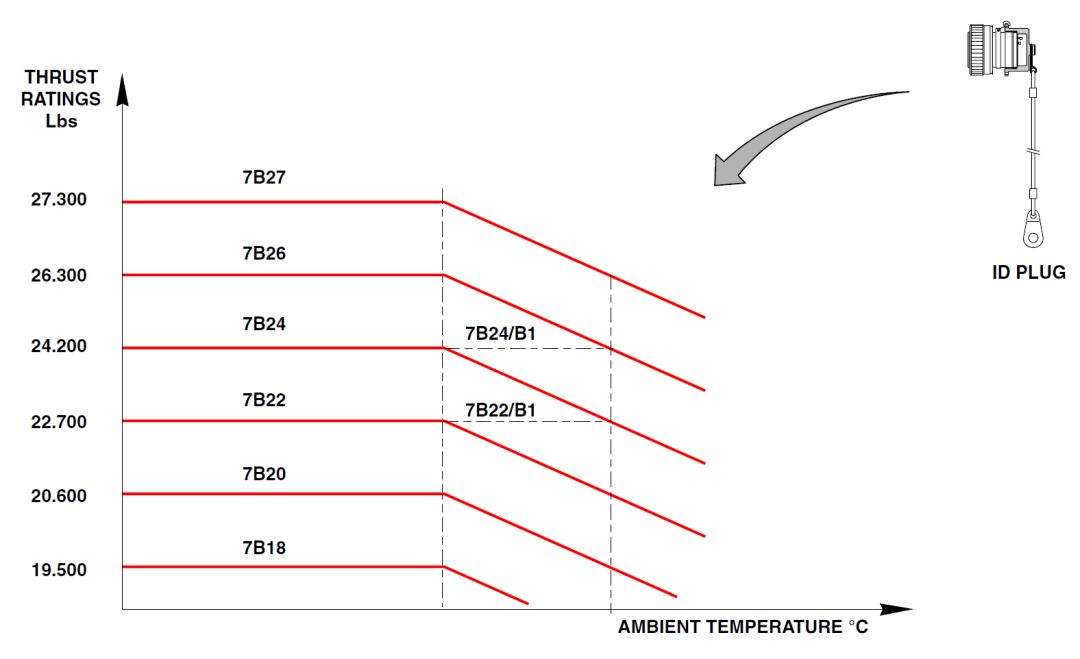 THRUST
RATINGS
Lbs
27.300
7B27
26.300
7B26
24.200
7B24
7B24/B1
22.700
7B22
7B22/B1
20.600
7B20
19.500
7B18
AMBIENT TEMPERATURE °C
ID PLUG